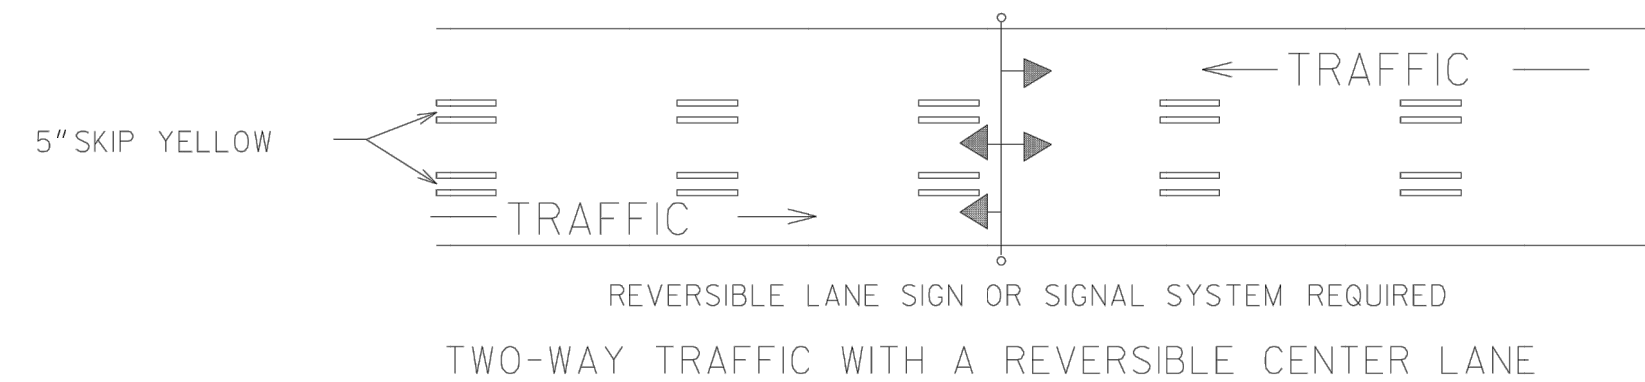 TRAFFIC
5" SKIP YELLOW
TRAFFIC
REVERSIBLE LANE SIGN OR SIGNAL SYSTEM REQUIRED
TWO-WAY TRAFFIC WITH A REVERSIBLE CENTER LANE